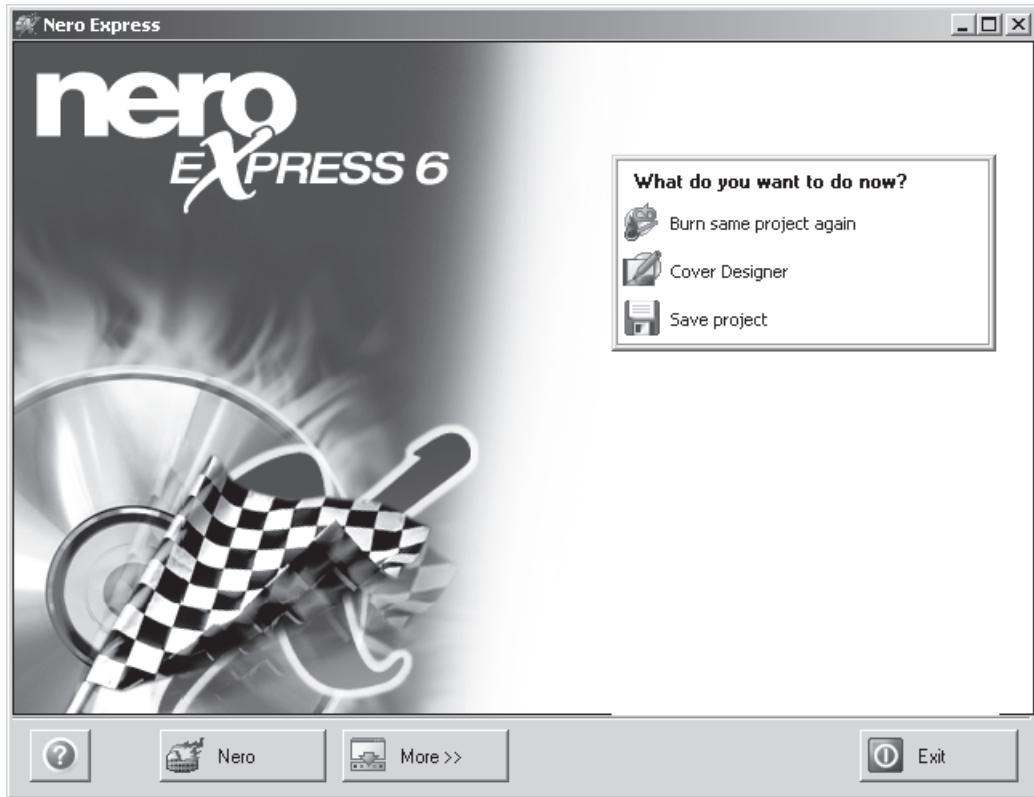 Nero Express
nero
EXPRESS 6
What do you want to do now?
Burn same project again
Cover Designer
Save project
?
Nero
More >>
Exit